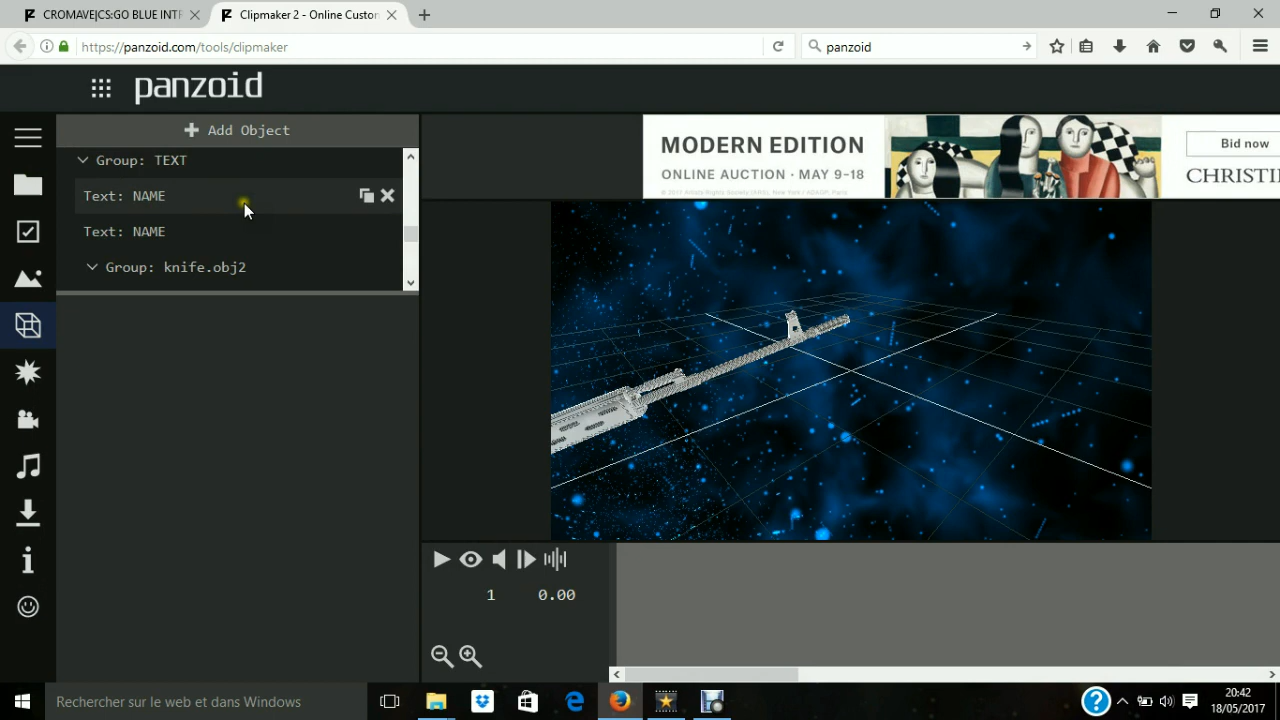 CROMAVE|CS:GO BLUE INTR
Clipmaker 2 - Online Custon
https://panzoid.com/tools/clipmaker
panzoid
panzoid
Add Object
Group: TEXT
Text: NAME
Text: NAME
Group: knife.obj2
MODERN EDITION
ONLINE AUCTION · MAY 9–18
Bid now
CHRISTI
1 0.00
Rechercher sur le web et dans Windows
20:42
18/05/2017